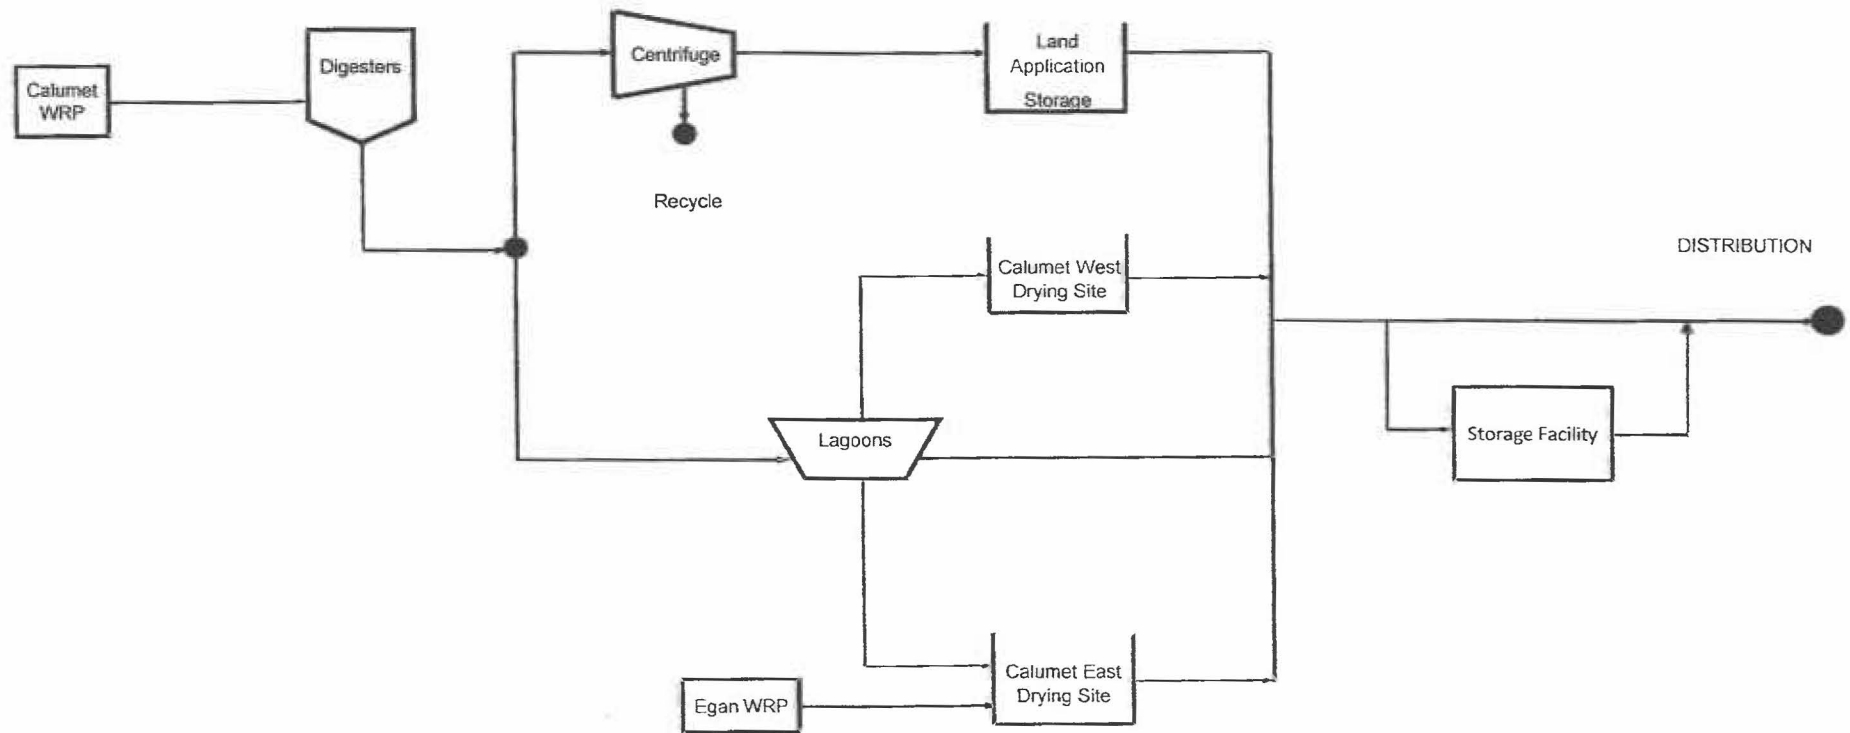 Calumet
WRP
Digesters
Centrifuge
Recycle
Land
Application
Storage
Calumet West
Drying Site
DISTRIBUTION
Lagoons
Storage Facility
Egan WRP
Calumet East
Drying Site